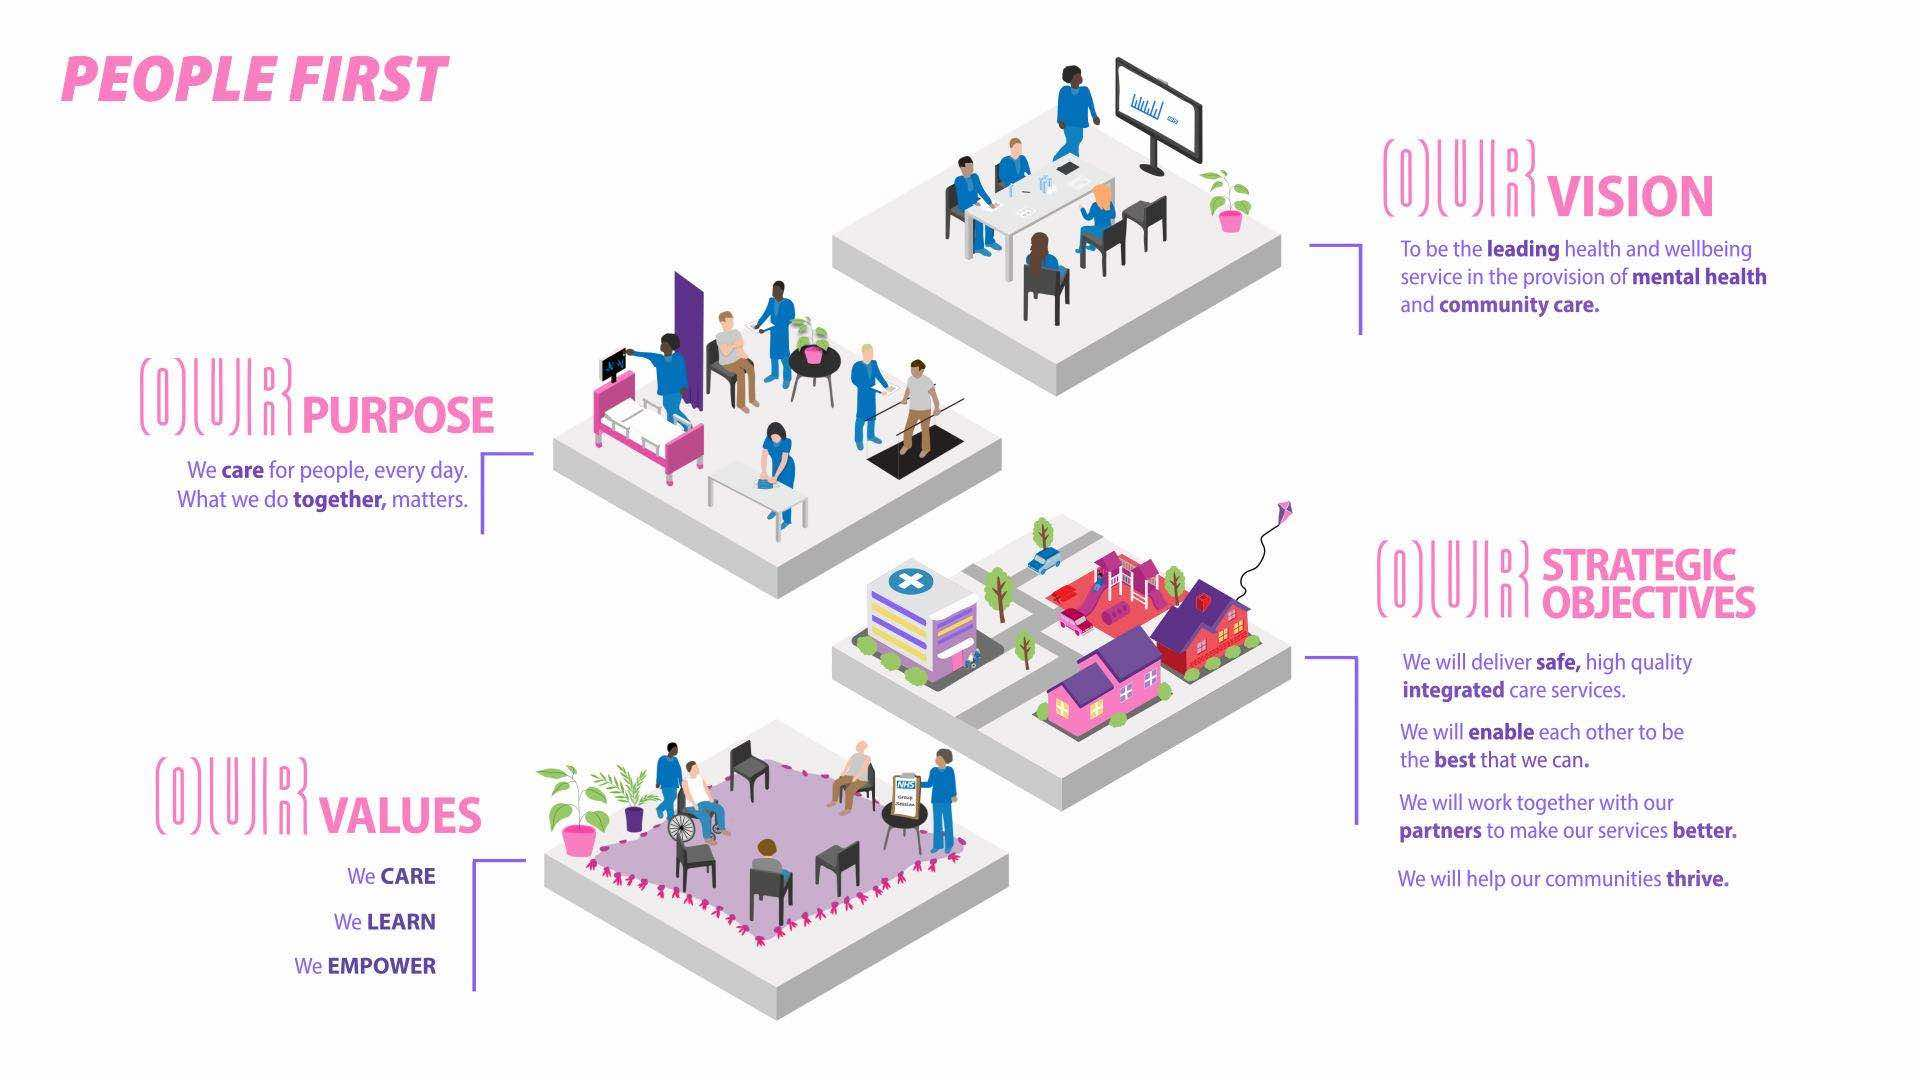 PEOPLE FIRST
OUR VISION
To be the leading health and wellbeing
service in the provision of mental health
and community care.
OUR PURPOSE
We care for people, every day.
What we do together, matters.
OUR STRATEGIC
OBJECTIVES
We will deliver safe, high quality
integrated care services.
We will enable each other to be
the best that we can.
We will work together with our
partners to make our services better.
We will help our communities thrive.
OUR VALUES
We CARE
We LEARN
We EMPOWER
NHS
Group
Session